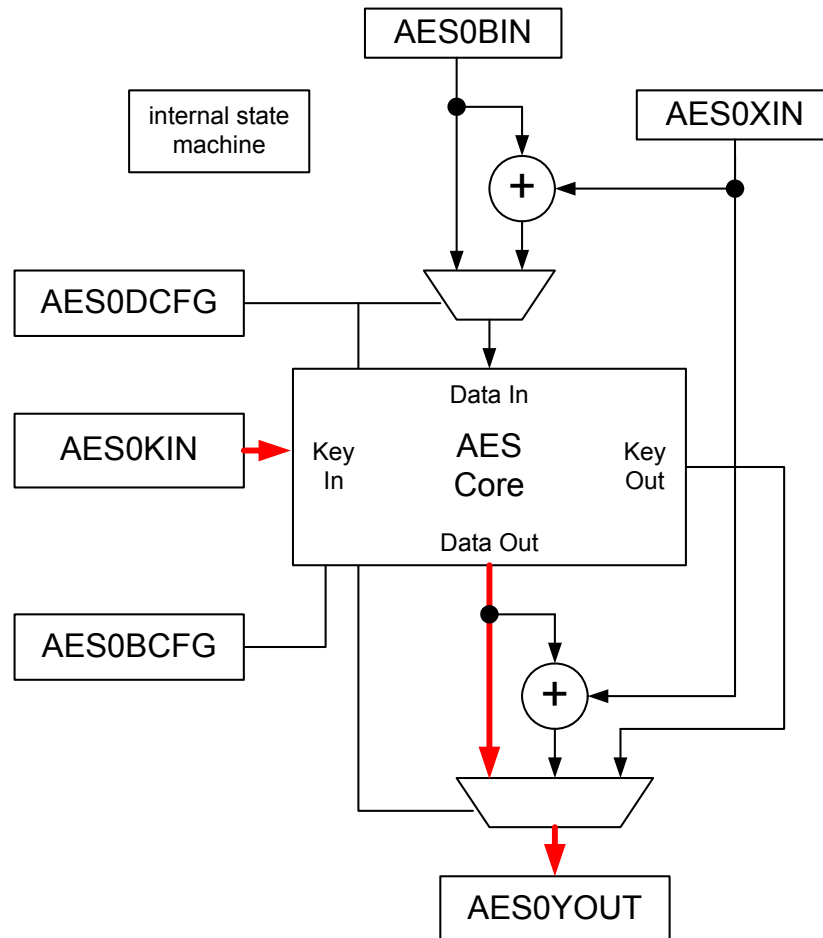 AES0BIN
internal state
machine
AES0XIN
+
AES0DCFG
Data In
AES0KIN
Key
In
AES
Core
Key
Out
Data Out
AES0BCFG
+
AES0YOUT